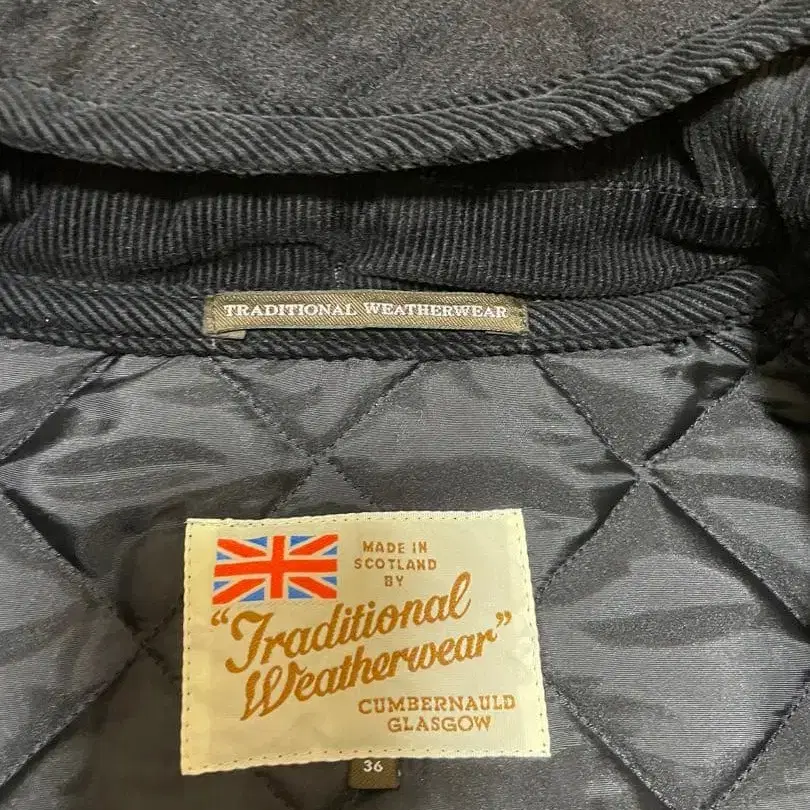 TRADITIONAL WEATHERWEAR
MADE IN
SCOTLAND
BY
"Traditional
Weatherwear"
CUMBERNAULD
GLASGOW
36